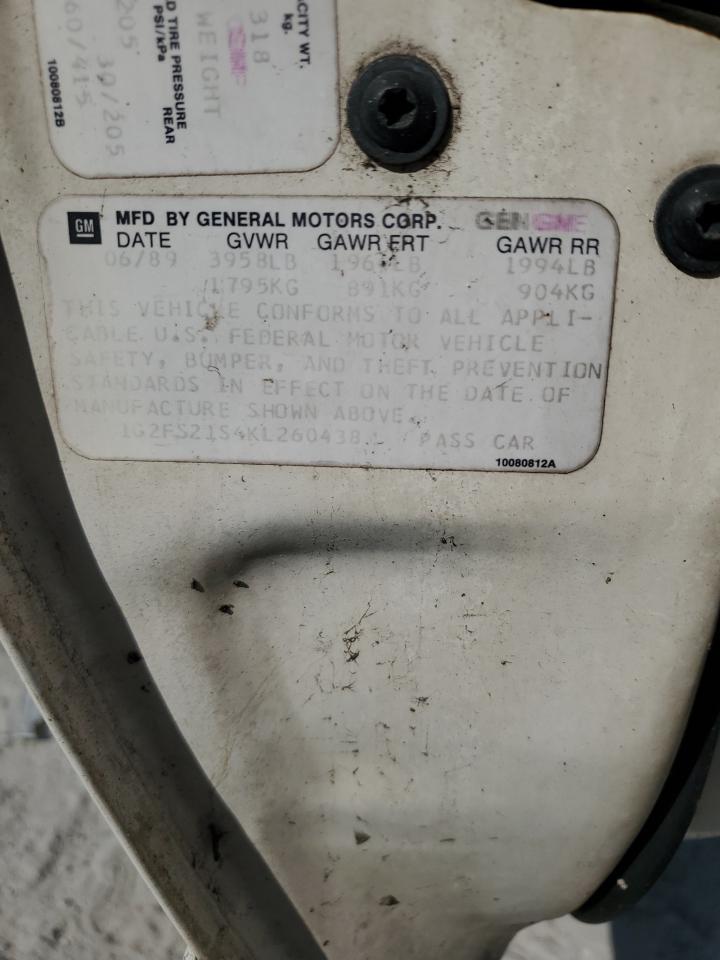 ACITY WT.
kg.
318
WEIGHT
D TIRE PRESSURE
PSI/kPa
REAR
205
30/205
60/415
10080812B
GM
MFD BY GENERAL MOTORS CORP.
DATE GVWR GAWR FRT GAWR RR
06/89 3958LB 1994LB
1795KG 891KG 904KG
THIS VEHICLE CONFORMS TO ALL APPLI-
CABLE U.S. FEDERAL MOTOR VEHICLE
SAFETY, BUMPER, AND THEFT PREVENTION
STANDARDS IN EFFECT ON THE DATE OF
MANUFACTURE SHOWN ABOVE.
1G2FS21S4KL260438 PASS CAR
10080812A